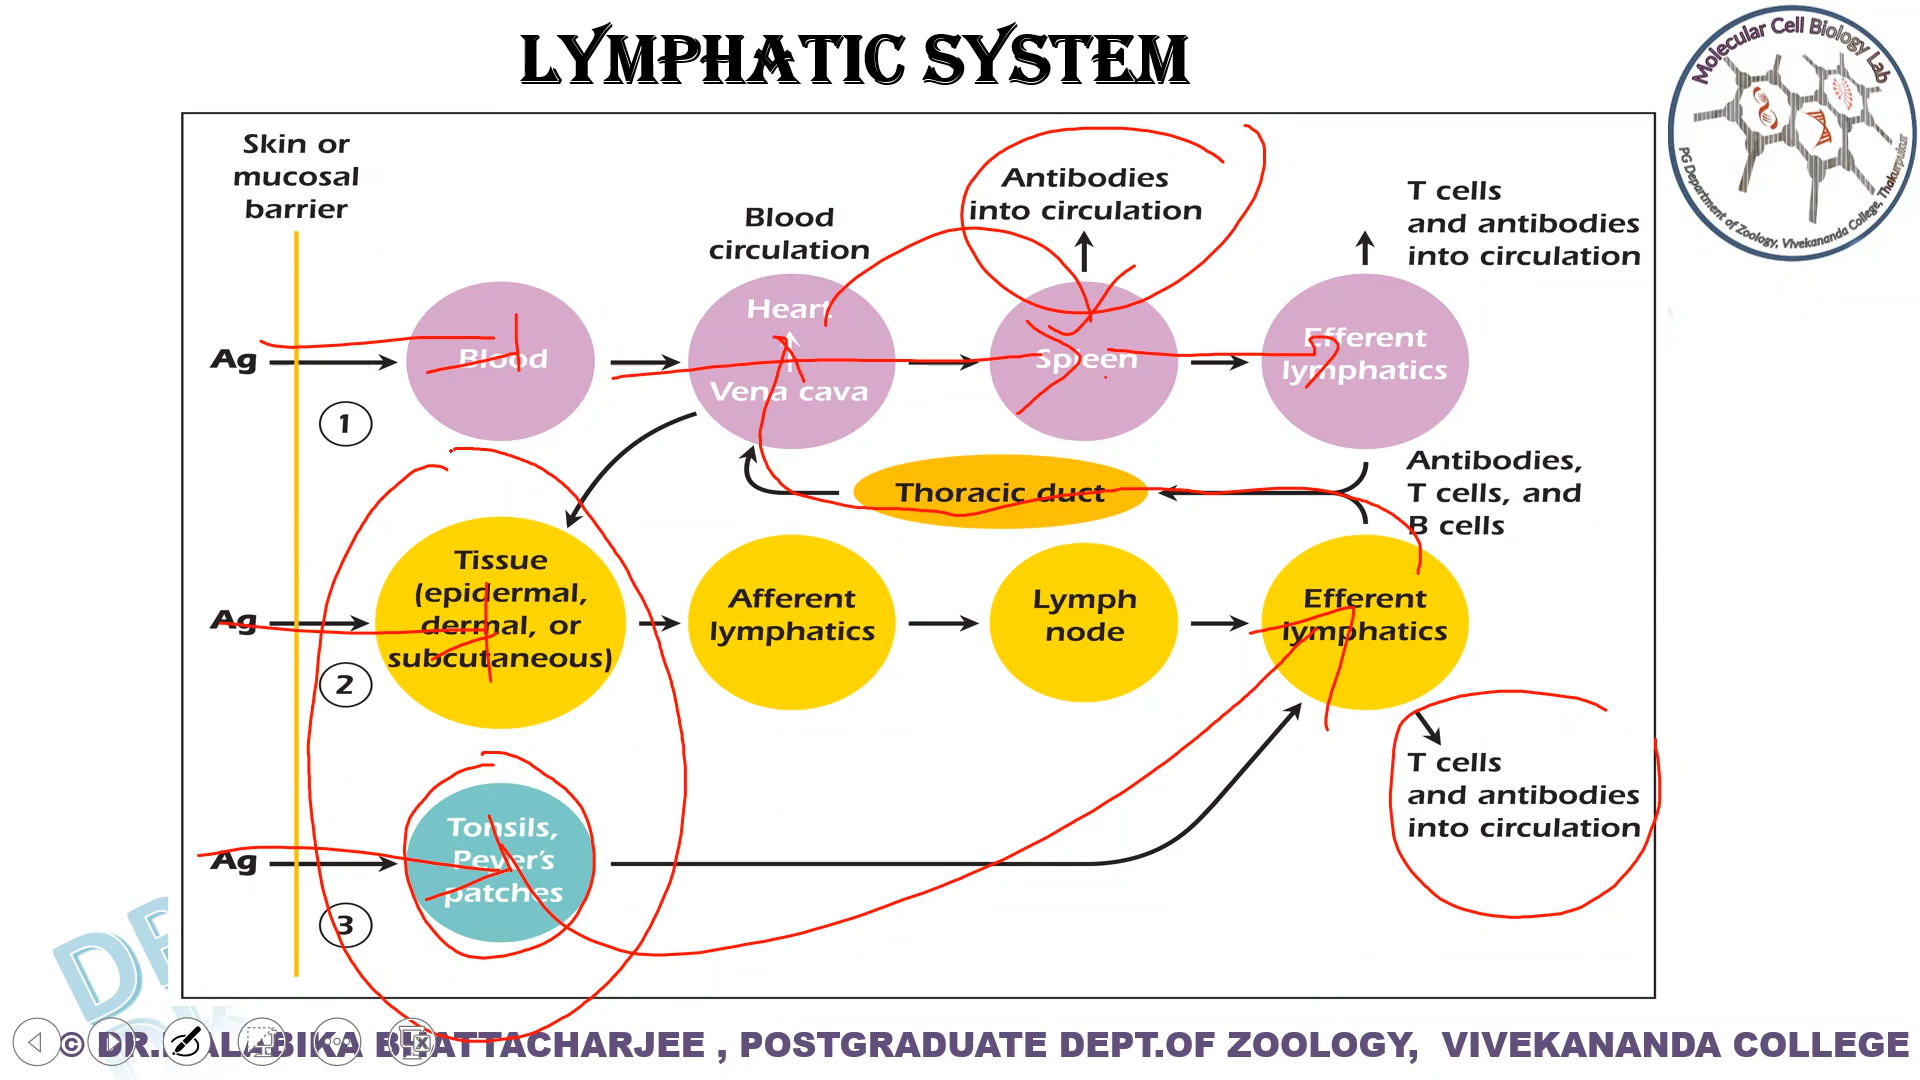 LYMPHATIC SYSTEM
Molecular Cell Biology Lab
PG Department of Zoology, Vivekananda College, Thakurpukur
Skin or
mucosal
barrier
Blood
circulation
Antibodies
into circulation
T cells
and antibodies
into circulation
Ag
Blood
Heart
Vena cava
Spleen
Efferent
lymphatics
1
Thoracic duct
Antibodies,
T cells, and
B cells
Ag
Tissue
(epidermal,
dermal, or
subcutaneous)
Afferent
lymphatics
Lymph
node
Efferent
lymphatics
2
T cells
and antibodies
into circulation
Ag
Tonsils,
Peyer's
patches
3
© DR. MALABIKA BHATTACHARJEE , POSTGRADUATE DEPT.OF ZOOLOGY, VIVEKANANDA COLLEGE